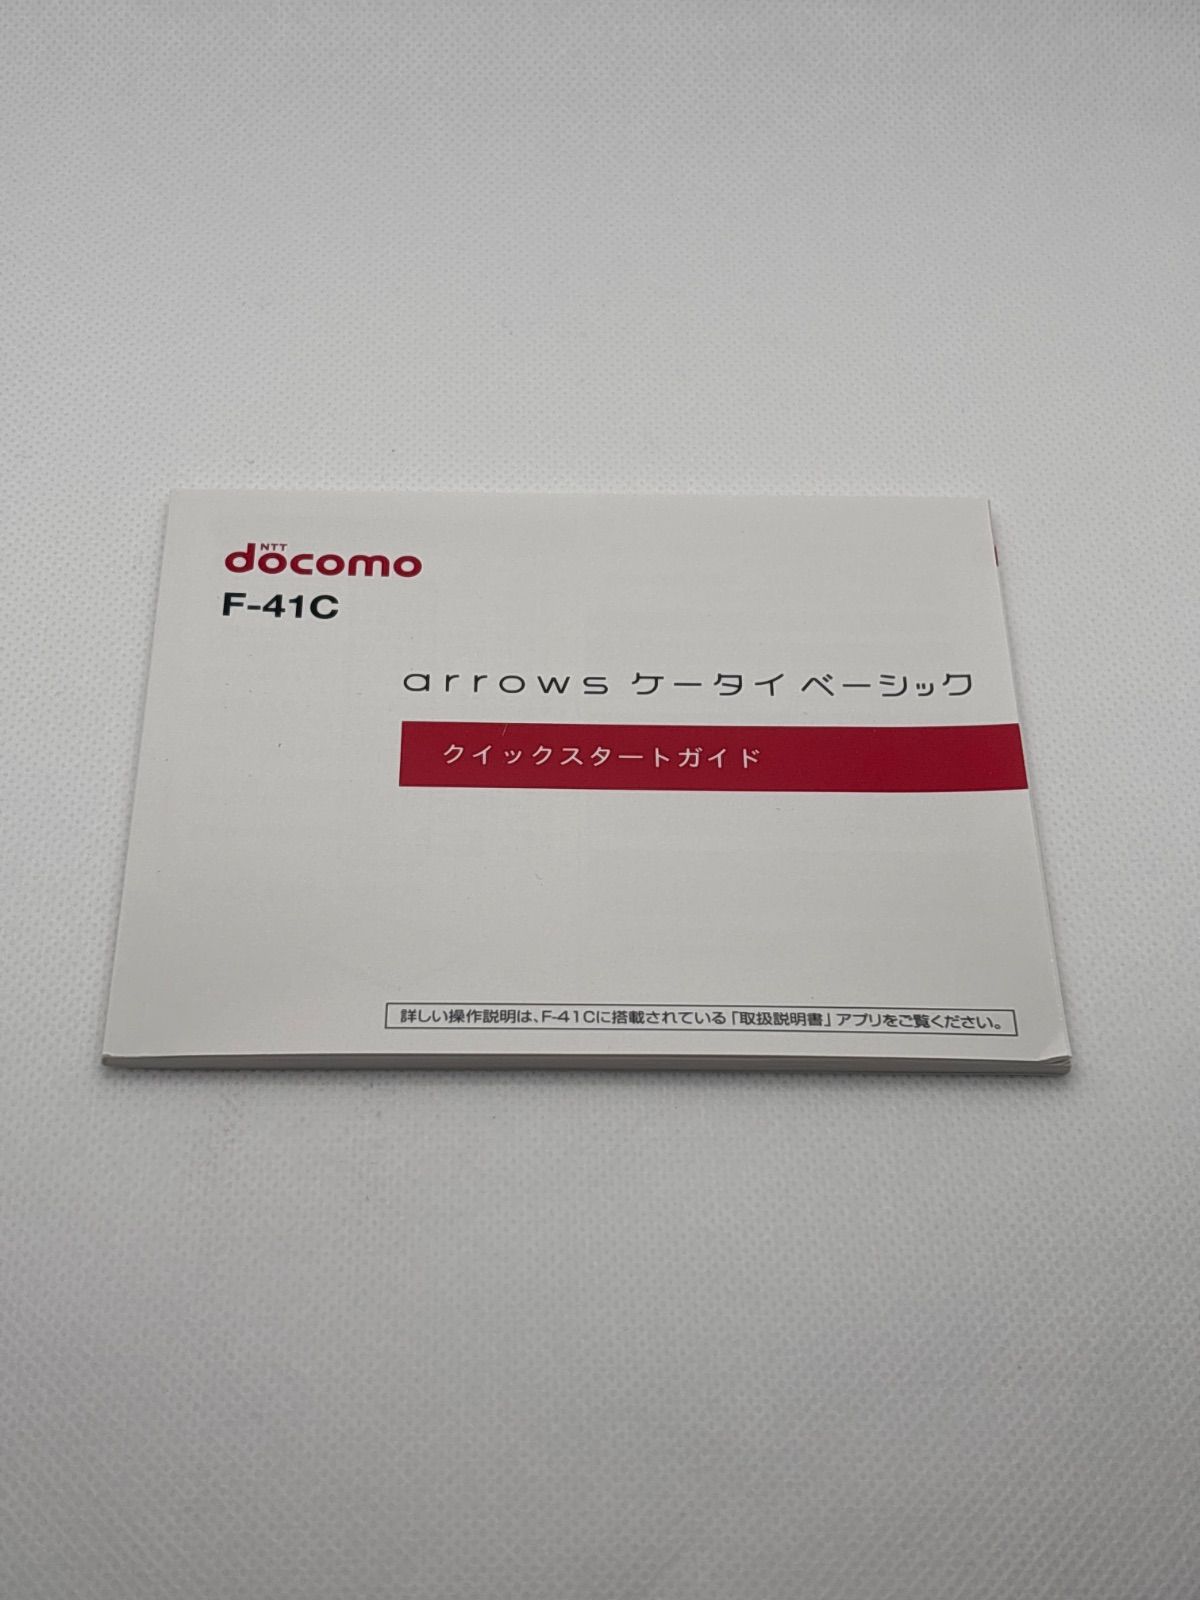 NTT
docomo
F-41C
arrows ケータイ ベーシック
クイックスタートガイド
詳しい操作説明は、F-41Cに搭載されている「取扱説明書」アプリをご覧ください。